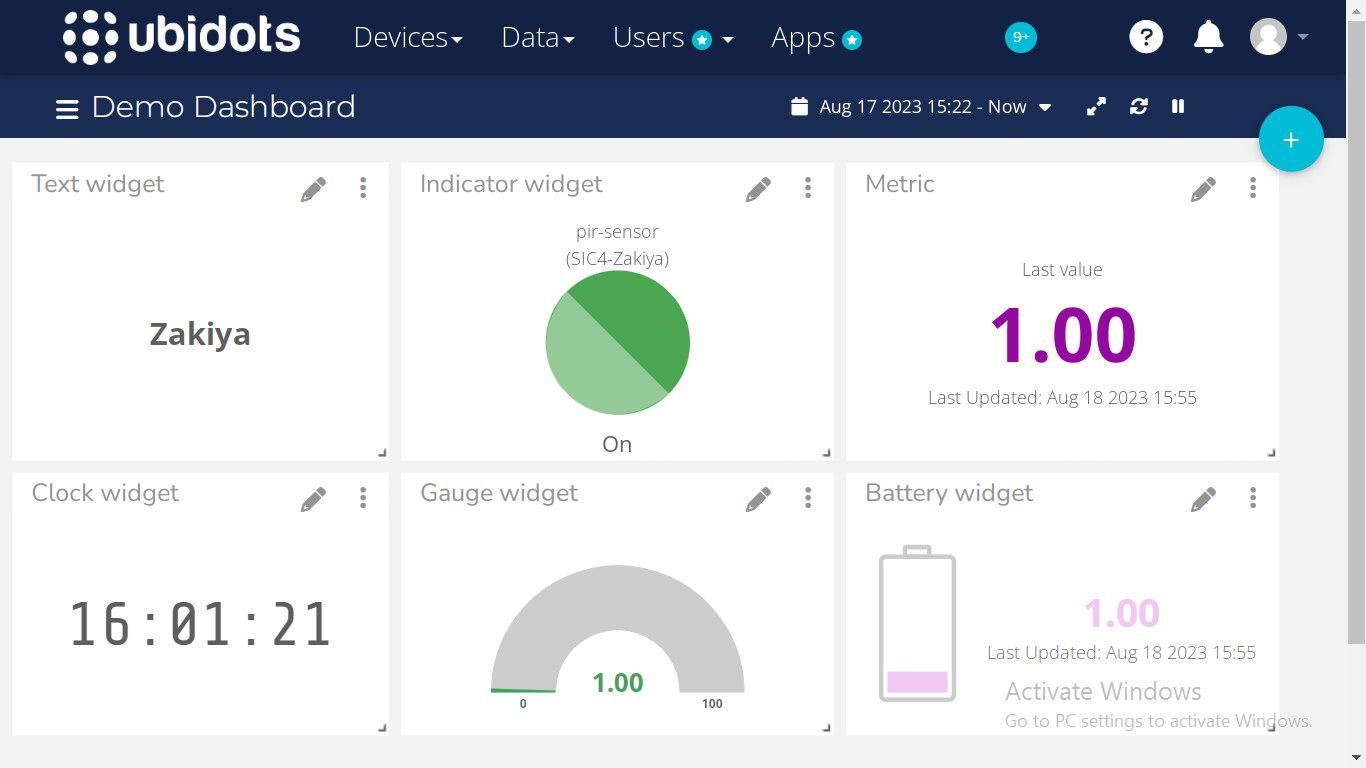 ubidots Devices Data Users Apps 9+ ?
Demo Dashboard Aug 17 2023 15:22 - Now
+
Text widget
Zakiya
Indicator widget
pir-sensor
(SIC4-Zakiya)
On
Metric
Last value
1.00
Last Updated: Aug 18 2023 15:55
Clock widget
16:01:21
Gauge widget
1.00
0 100
Battery widget
1.00
Last Updated: Aug 18 2023 15:55
Activate Windows
Go to PC settings to activate Windows.